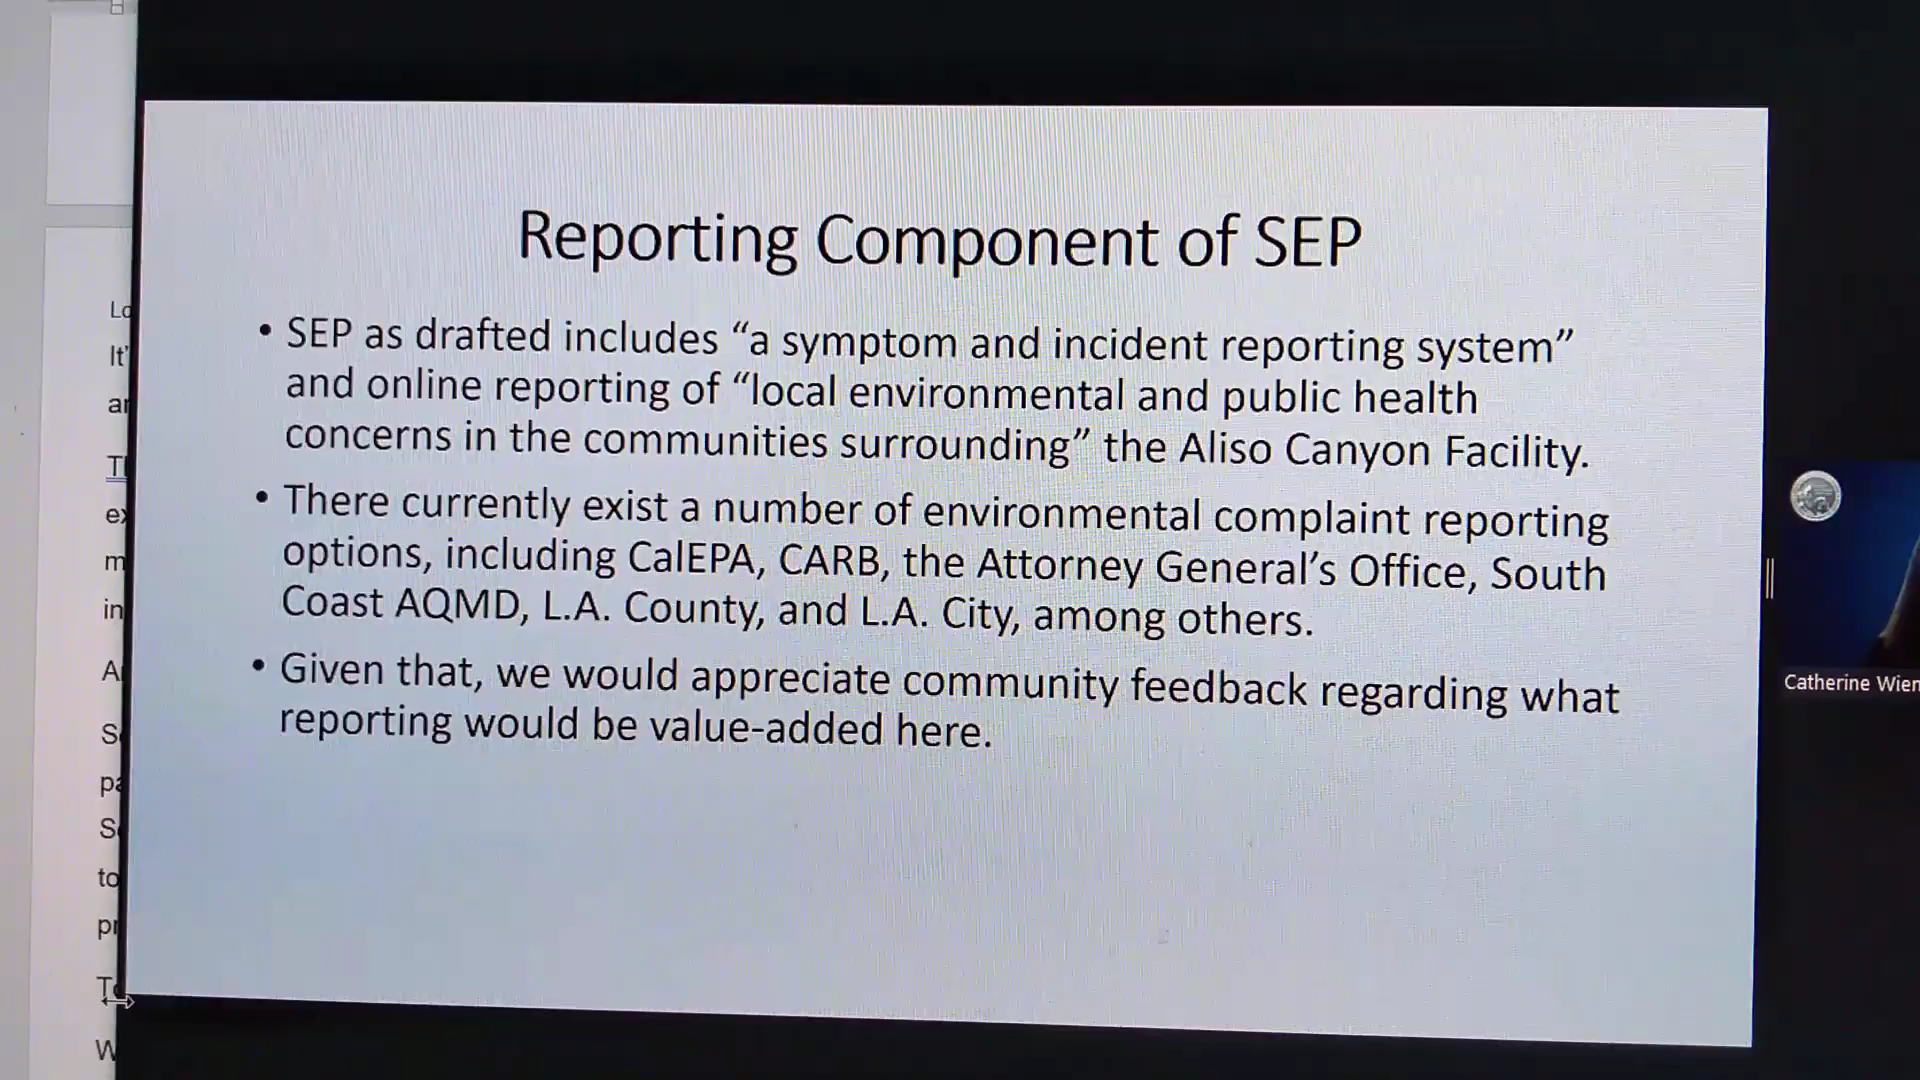 Reporting Component of SEP
• SEP as drafted includes “a symptom and incident reporting system”
and online reporting of “local environmental and public health
concerns in the communities surrounding” the Aliso Canyon Facility.
• There currently exist a number of environmental complaint reporting
options, including CalEPA, CARB, the Attorney General’s Office, South
Coast AQMD, L.A. County, and L.A. City, among others.
• Given that, we would appreciate community feedback regarding what
reporting would be value-added here.
Catherine